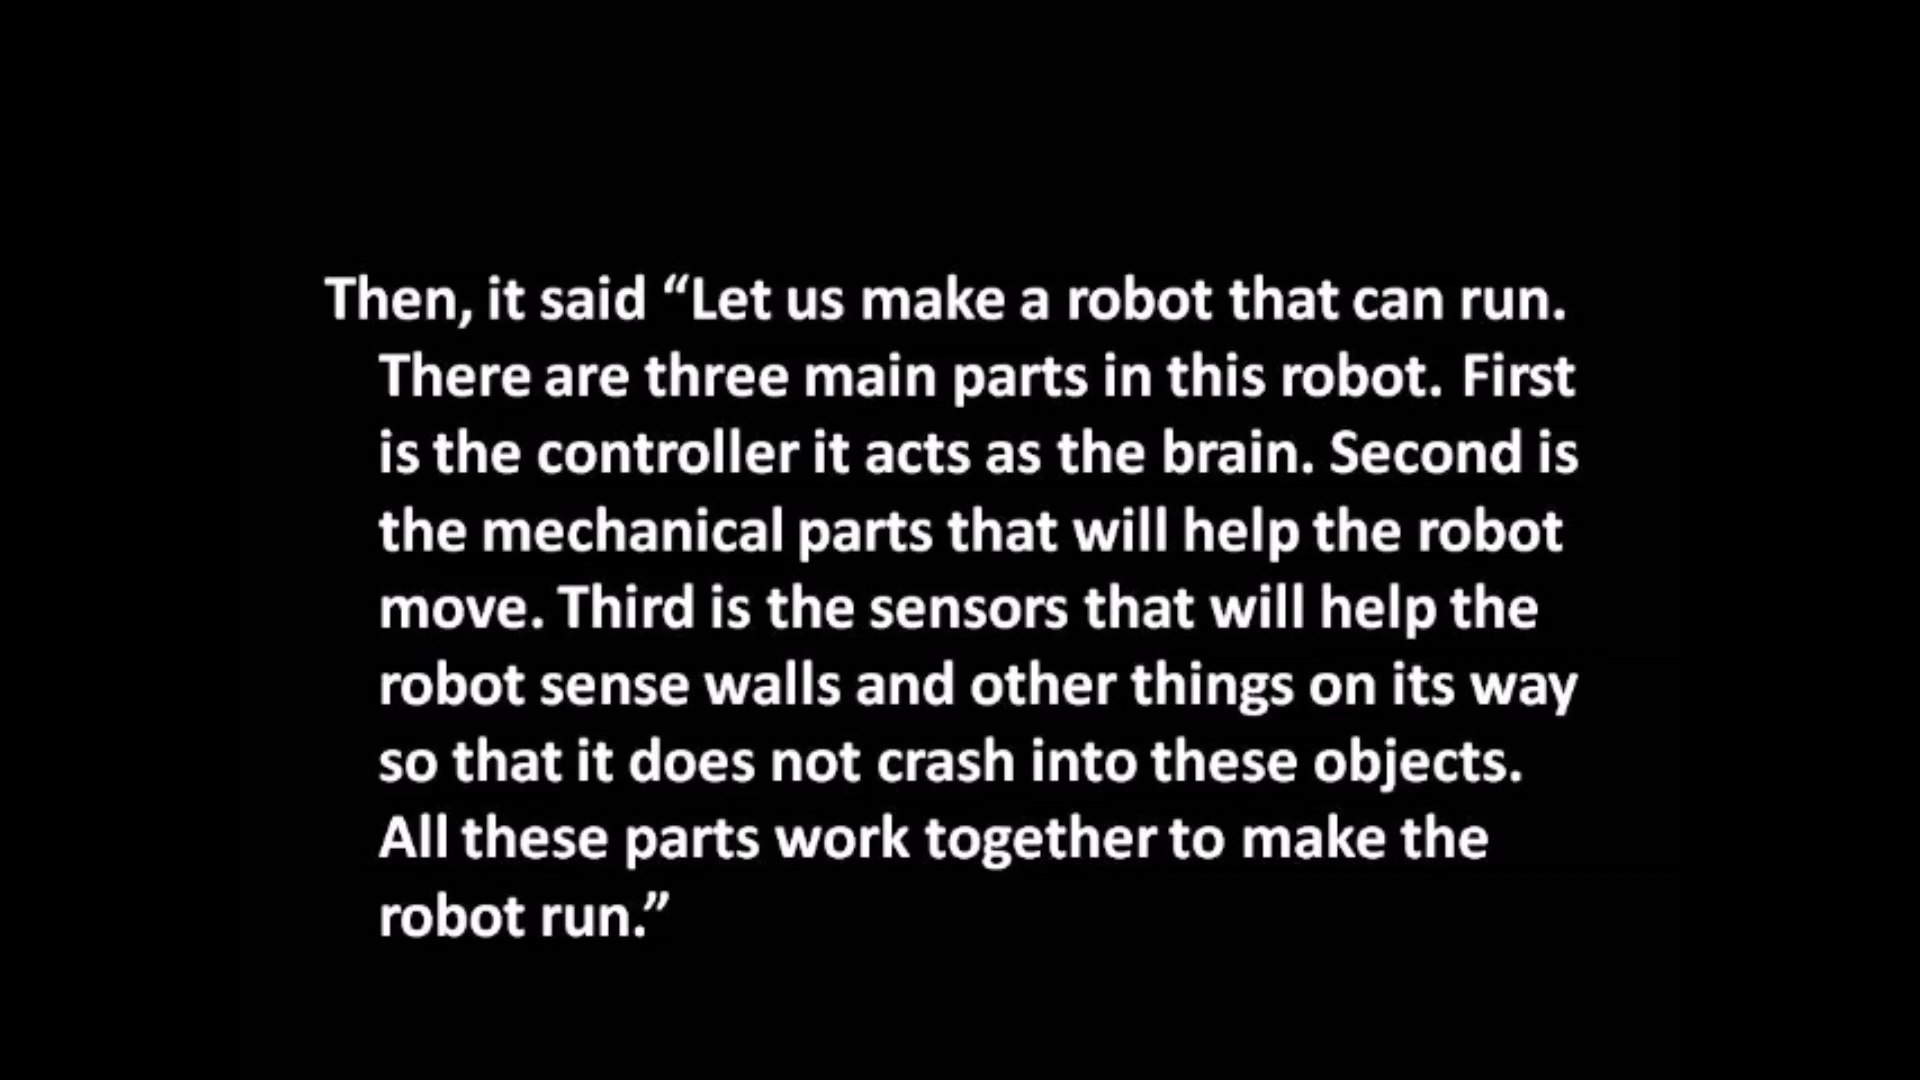 Then, it said “Let us make a robot that can run.
There are three main parts in this robot. First
is the controller it acts as the brain. Second is
the mechanical parts that will help the robot
move. Third is the sensors that will help the
robot sense walls and other things on its way
so that it does not crash into these objects.
All these parts work together to make the
robot run.”